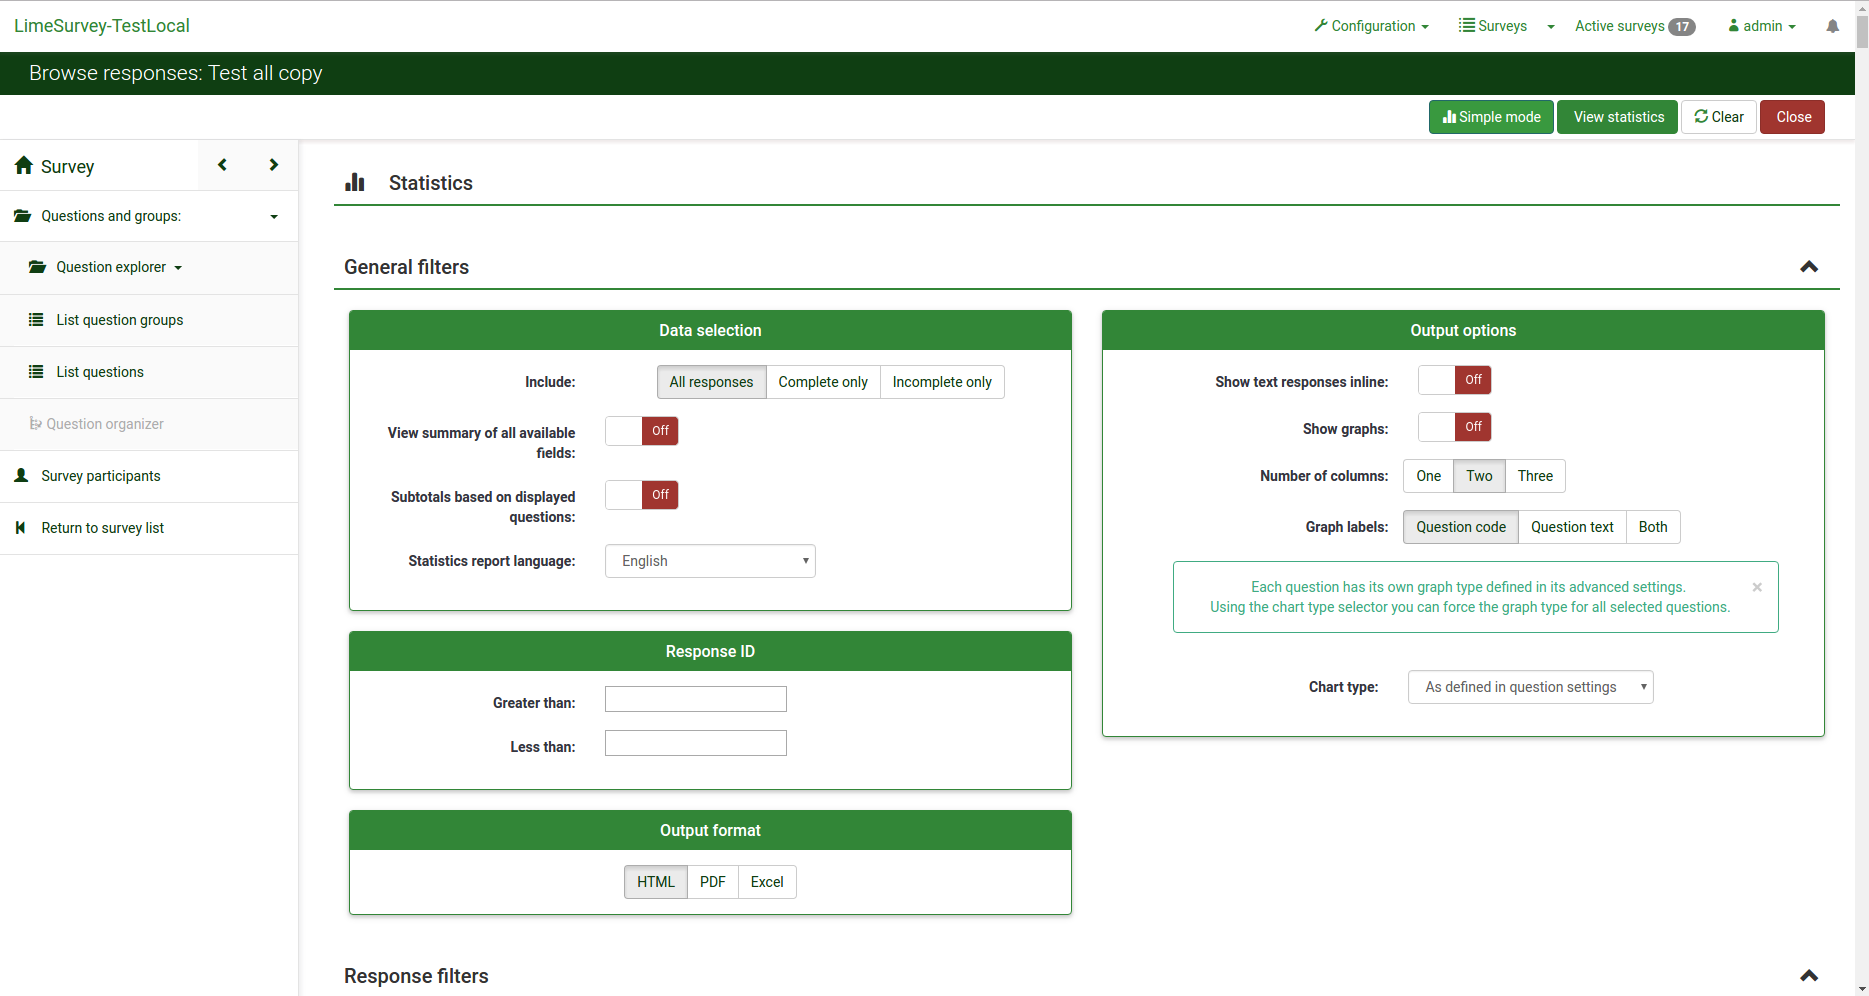 LimeSurvey-TestLocal
Configuration
Surveys
Active surveys 17
admin
Browse responses: Test all copy
Simple mode
View statistics
Clear
Close
Survey
Questions and groups:
Question explorer
List question groups
List questions
Question organizer
Survey participants
Return to survey list
Statistics
General filters
Data selection
Include:
All responses
Complete only
Incomplete only
View summary of all available
fields:
Off
Subtotals based on displayed
questions:
Off
Statistics report language:
English
Response ID
Greater than:
Less than:
Output format
HTML
PDF
Excel
Output options
Show text responses inline:
Off
Show graphs:
Off
Number of columns:
One
Two
Three
Graph labels:
Question code
Question text
Both
Each question has its own graph type defined in its advanced settings.
×
Using the chart type selector you can force the graph type for all selected questions.
Chart type:
As defined in question settings
Response filters